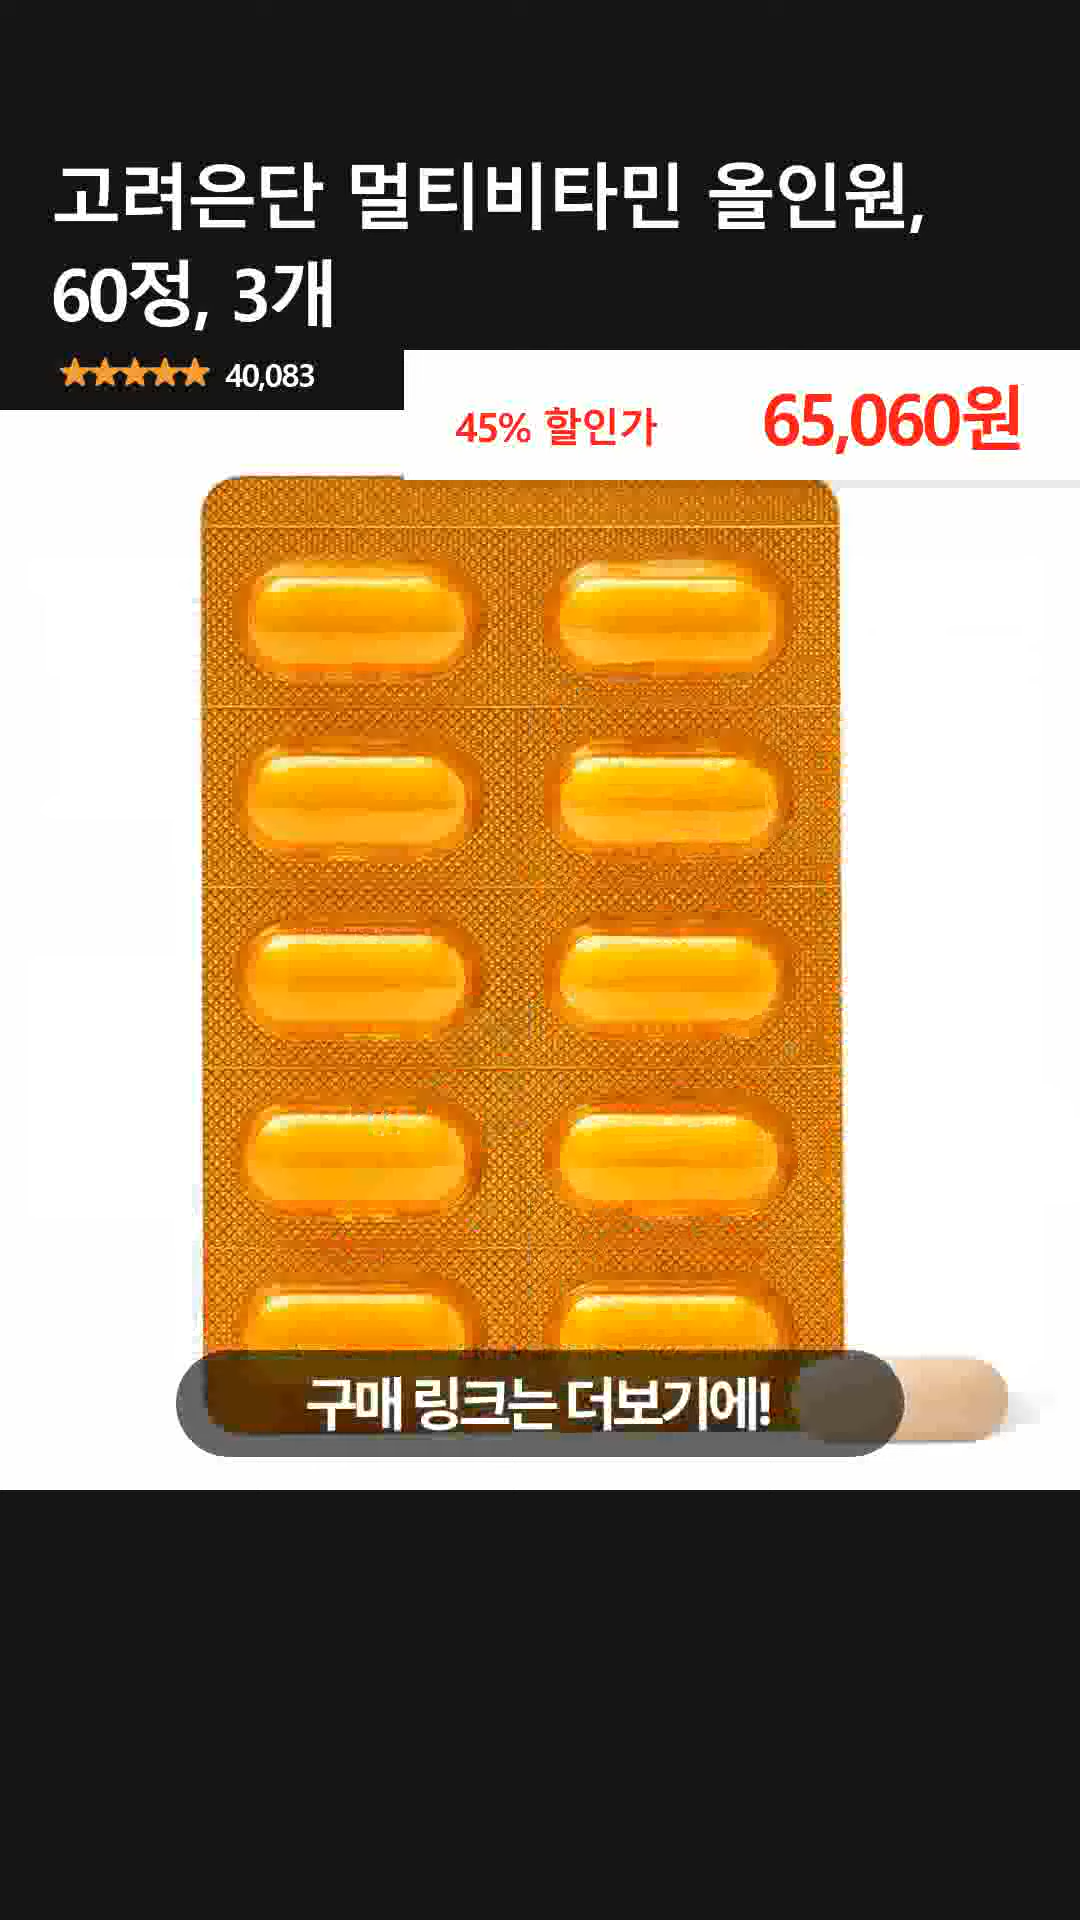 고려은단 멀티비타민 올인원,
60정, 3개
40,083
45% 할인가 65,060원
구매 링크는 더보기에!